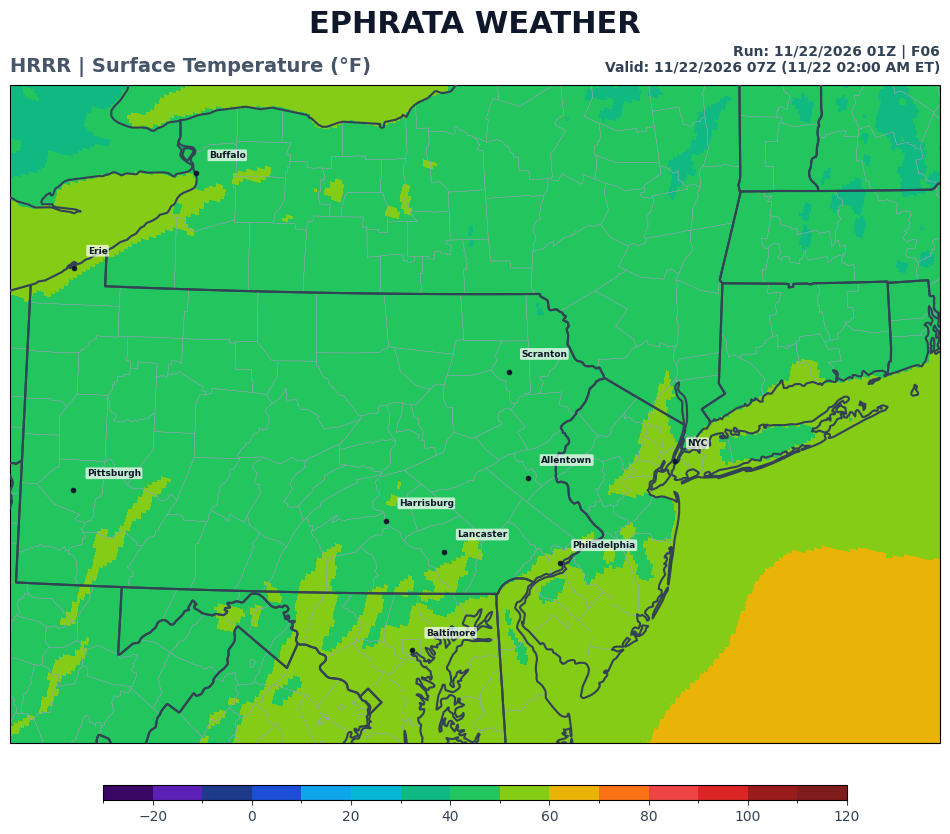 EPHRATA WEATHER
HRRR | Surface Temperature (°F)
Run: 11/22/2026 01Z | F06
Valid: 11/22/2026 07Z (11/22 02:00 AM ET)
Buffalo
Erie
Scranton
NYC
Allentown
Pittsburgh
Harrisburg
Lancaster
Philadelphia
Baltimore
−20 0 20 40 60 80 100 120